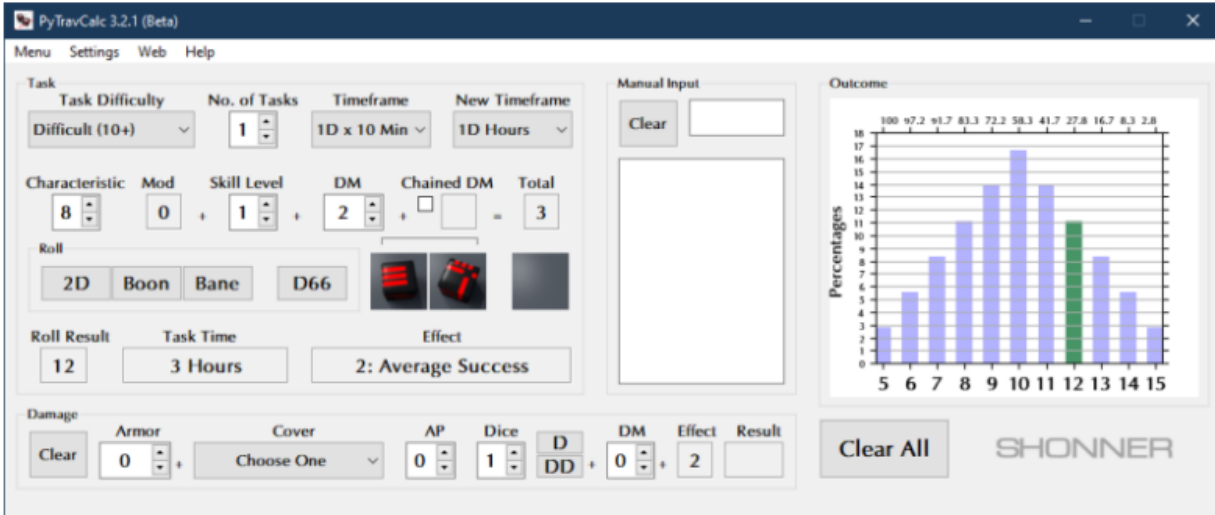 PyTravCalc 3.2.1 (Beta)
Menu Settings Web Help
Task
Task Difficulty No. of Tasks Timeframe New Timeframe
Difficult (10+) 1 1D x 10 Min 1D Hours
Characteristic Mod Skill Level DM Chained DM Total
8 0 + 1 + 2 + = 3
Roll
2D Boon Bane D66
Roll Result Task Time Effect
12 3 Hours 2: Average Success
Manual Input
Clear
Outcome
100 97.2 91.7 83.3 72.2 58.3 41.7 27.8 16.7 8.3 2.8
18
17
16
15
14
13
12
11
10
9
8
7
6
5
4
3
2
1
0
Percentages
5 6 7 8 9 10 11 12 13 14 15
Damage
Armor Cover AP Dice DM Effect Result
Clear 0 + Choose One 0 1 D DD + 0 + 2
Clear All
SHONNER